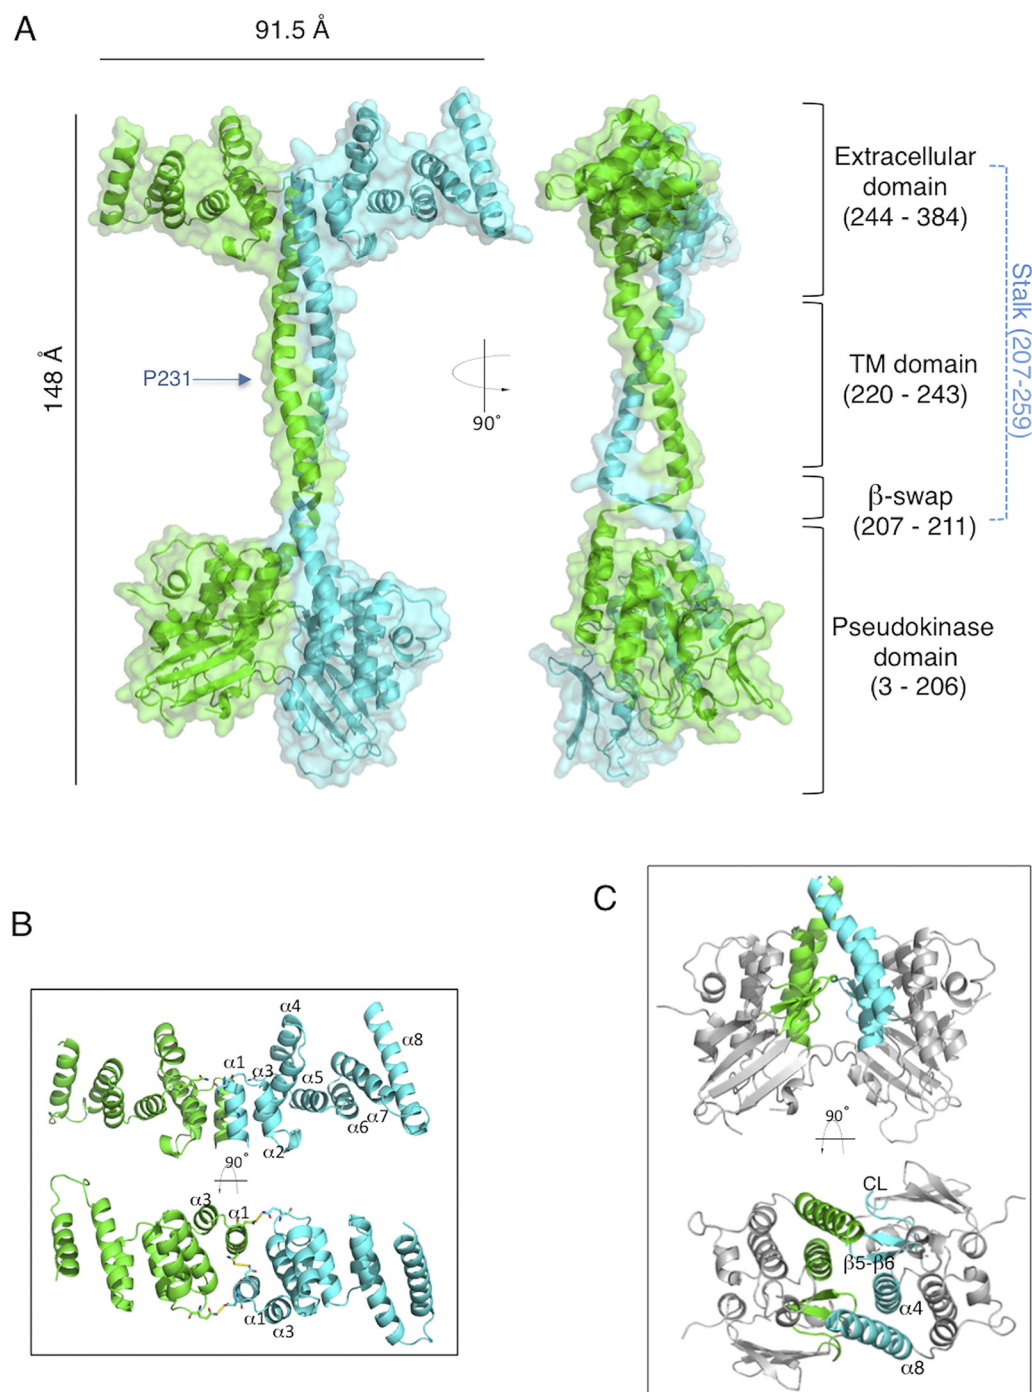 A
91.5 Å
148 Å
P231
90°
Extracellular
domain
(244 - 384)
TM domain
(220 - 243)
β-swap
(207 - 211)
Pseudokinase
domain
(3 - 206)
Stalk (207-259)
B
α4
α8
α1
α3
α5
α6
α7
α2
90°
α3
α1
α1
α3
C
90°
CL
β5-β6
α4
α8